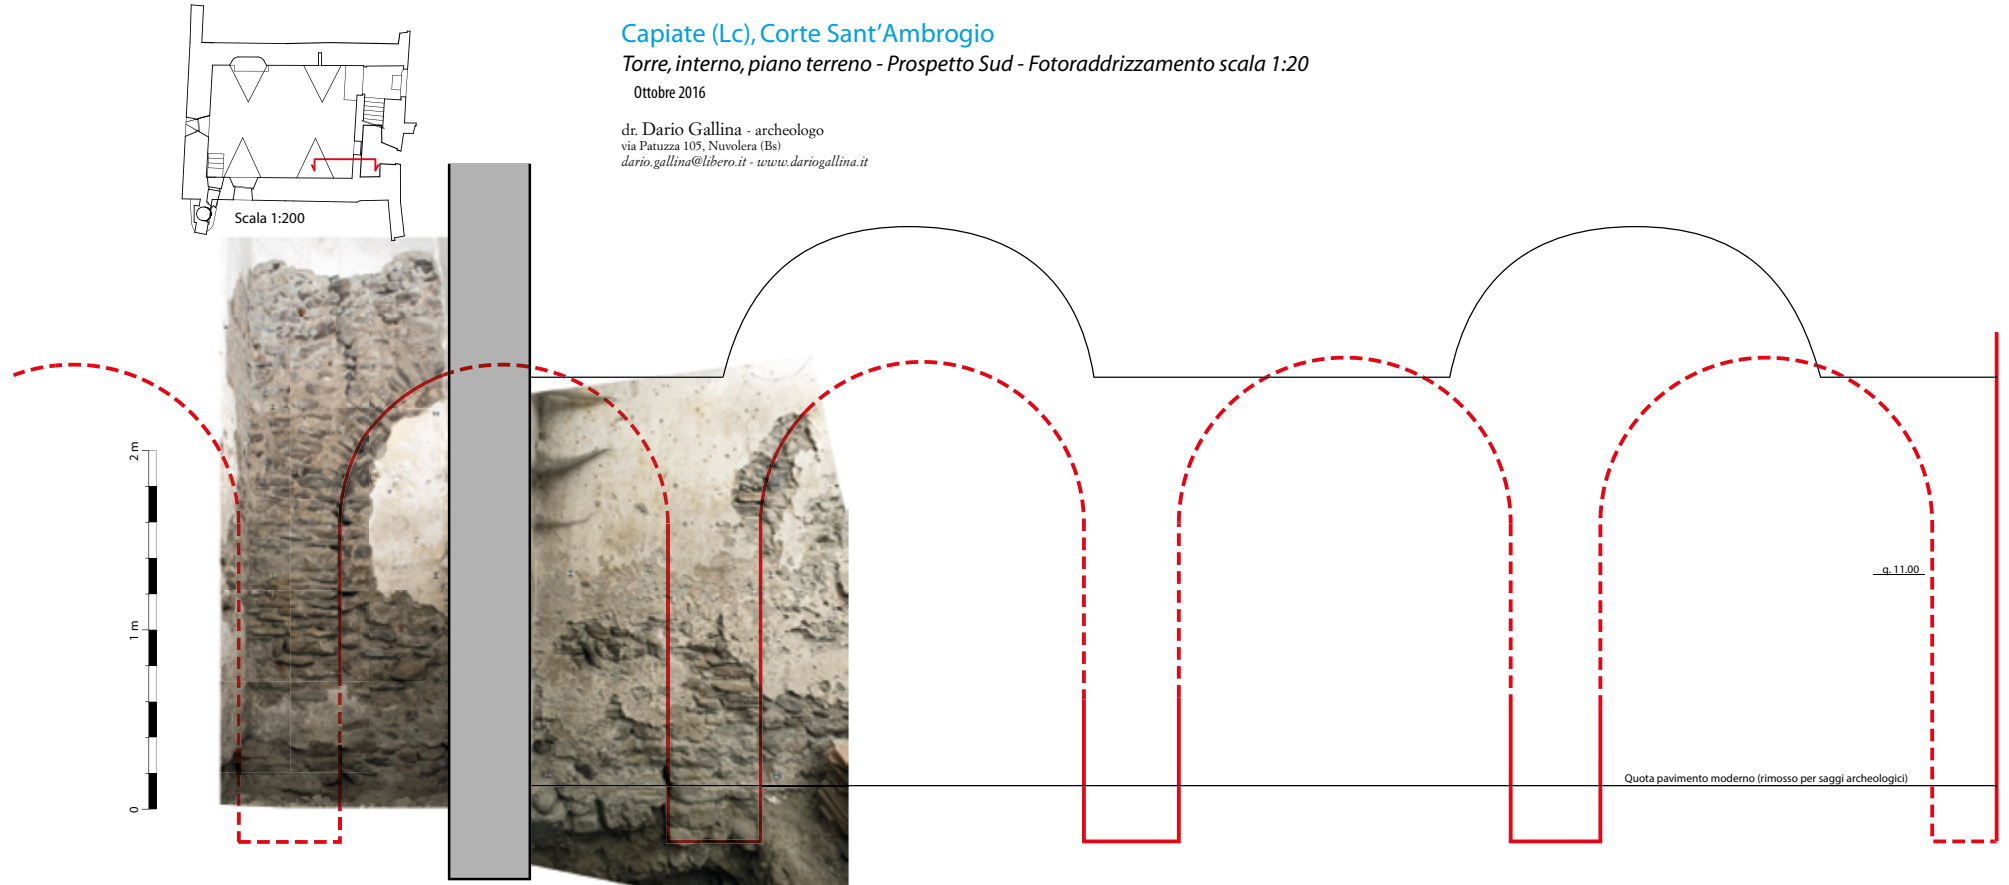 Capiate (Lc), Corte Sant’Ambrogio
Torre, interno, piano terreno - Prospetto Sud - Fotoraddrizzamento scala 1:20
Ottobre 2016
dr. Dario Gallina - archeologo
via Patuzza 105, Nuvolera (Bs)
dario.gallina@libero.it - www.dariogallina.it
Scala 1:200
2 m
1 m
0
q. 11.00
Quota pavimento moderno (rimosso per saggi archeologici)